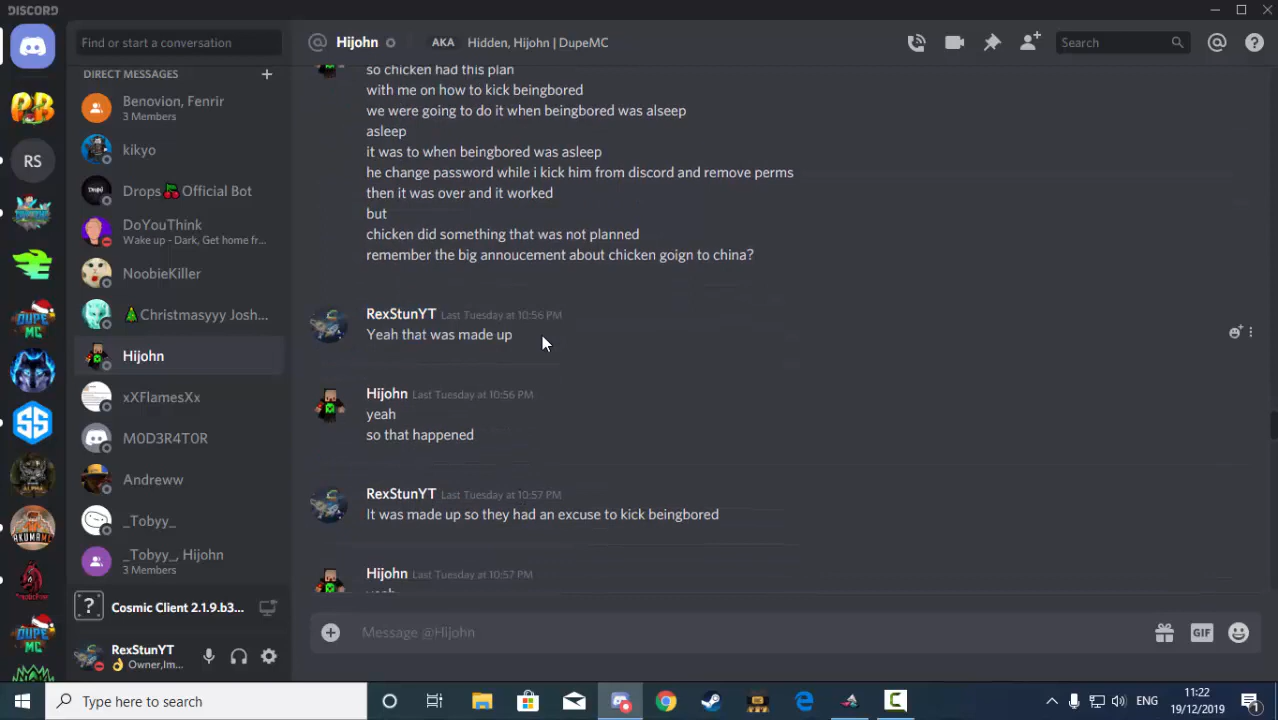 DISCORD
Find or start a conversation
@ Hijohn AKA Hidden, Hijohn | DupeMC
Search
DIRECT MESSAGES +
Benovion, Fenrir
3 Members
kikyo
Drops🍒Official Bot
DoYouThink
Wake up - Dark, Get home fr...
NoobieKiller
🎄Christmasyyy Josh...
Hijohn
xXFlamesXx
M0D3R4T0R
Andreww
_Tobyy_
_Tobyy_, Hijohn
3 Members
Cosmic Client 2.1.9.b3...
RexStunYT
👌 Owner,Im...
RS
DUPE MC
AKUMAMC
DUPE MC
so chicken had this plan
with me on how to kick beingbored
we were going to do it when beingbored was alseep
asleep
it was to when beingbored was asleep
he change password while i kick him from discord and remove perms
then it was over and it worked
but
chicken did something that was not planned
remember the big annoucement about chicken goign to china?
RexStunYT Last Tuesday at 10:56 PM
Yeah that was made up
Hijohn Last Tuesday at 10:56 PM
yeah
so that happened
RexStunYT Last Tuesday at 10:57 PM
It was made up so they had an excuse to kick beingbored
Hijohn Last Tuesday at 10:57 PM
Message @Hijohn
GIF
Type here to search
ENG
11:22
19/12/2019
1